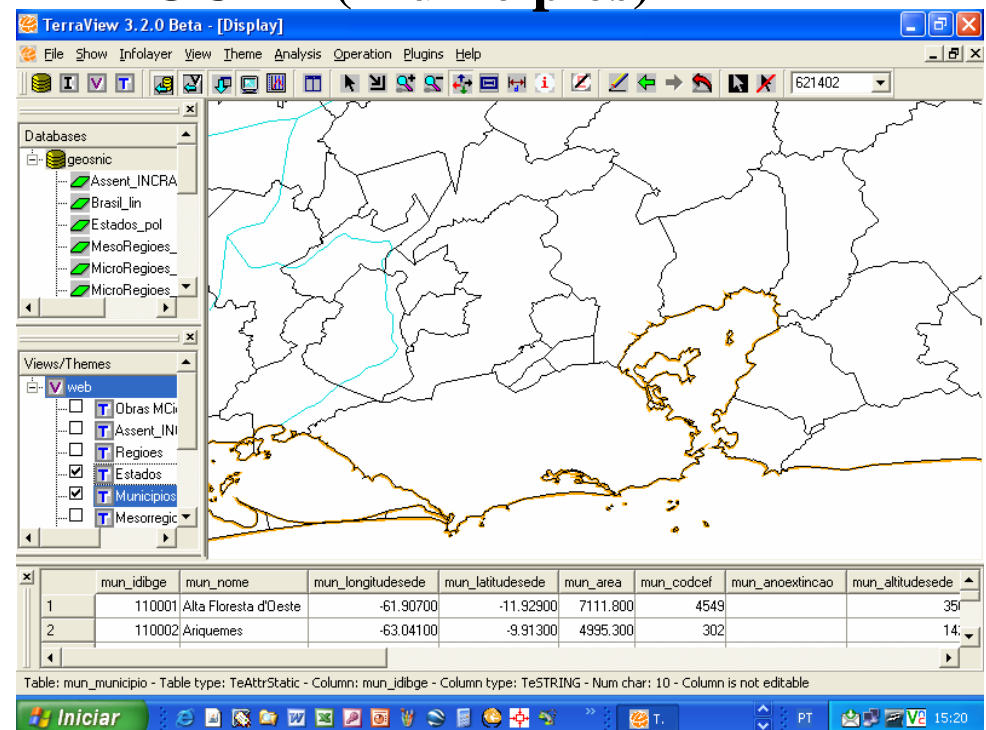 TerraView 3.2.0 Beta - [Display]
File Show Infolayer View Theme Analysis Operation Plugins Help
I V T 621402
Databases
geosnic
Assent_INCRA
Brasil_lin
Estados_pol
MesoRegioes_
MicroRegioes_
MicroRegioes_
Views/Themes
V web
T Obras MCi
T Assent_IN
T Regioes
T Estados
T Municipios
T Mesorregic
mun_idibge mun_nome mun_longitudesede mun_latitudesede mun_area mun_codcef mun_anoextincao mun_altitudesede
1 110001 Alta Floresta d'Oeste -61.90700 -11.92900 7111.800 4549 35
2 110002 Ariquemes -63.04100 -9.91300 4995.300 302 14
Table: mun_municipio - Table type: TeAttrStatic - Column: mun_idibge - Column type: TeSTRING - Num char: 10 - Column is not editable
Iniciar » T. PT 15:20